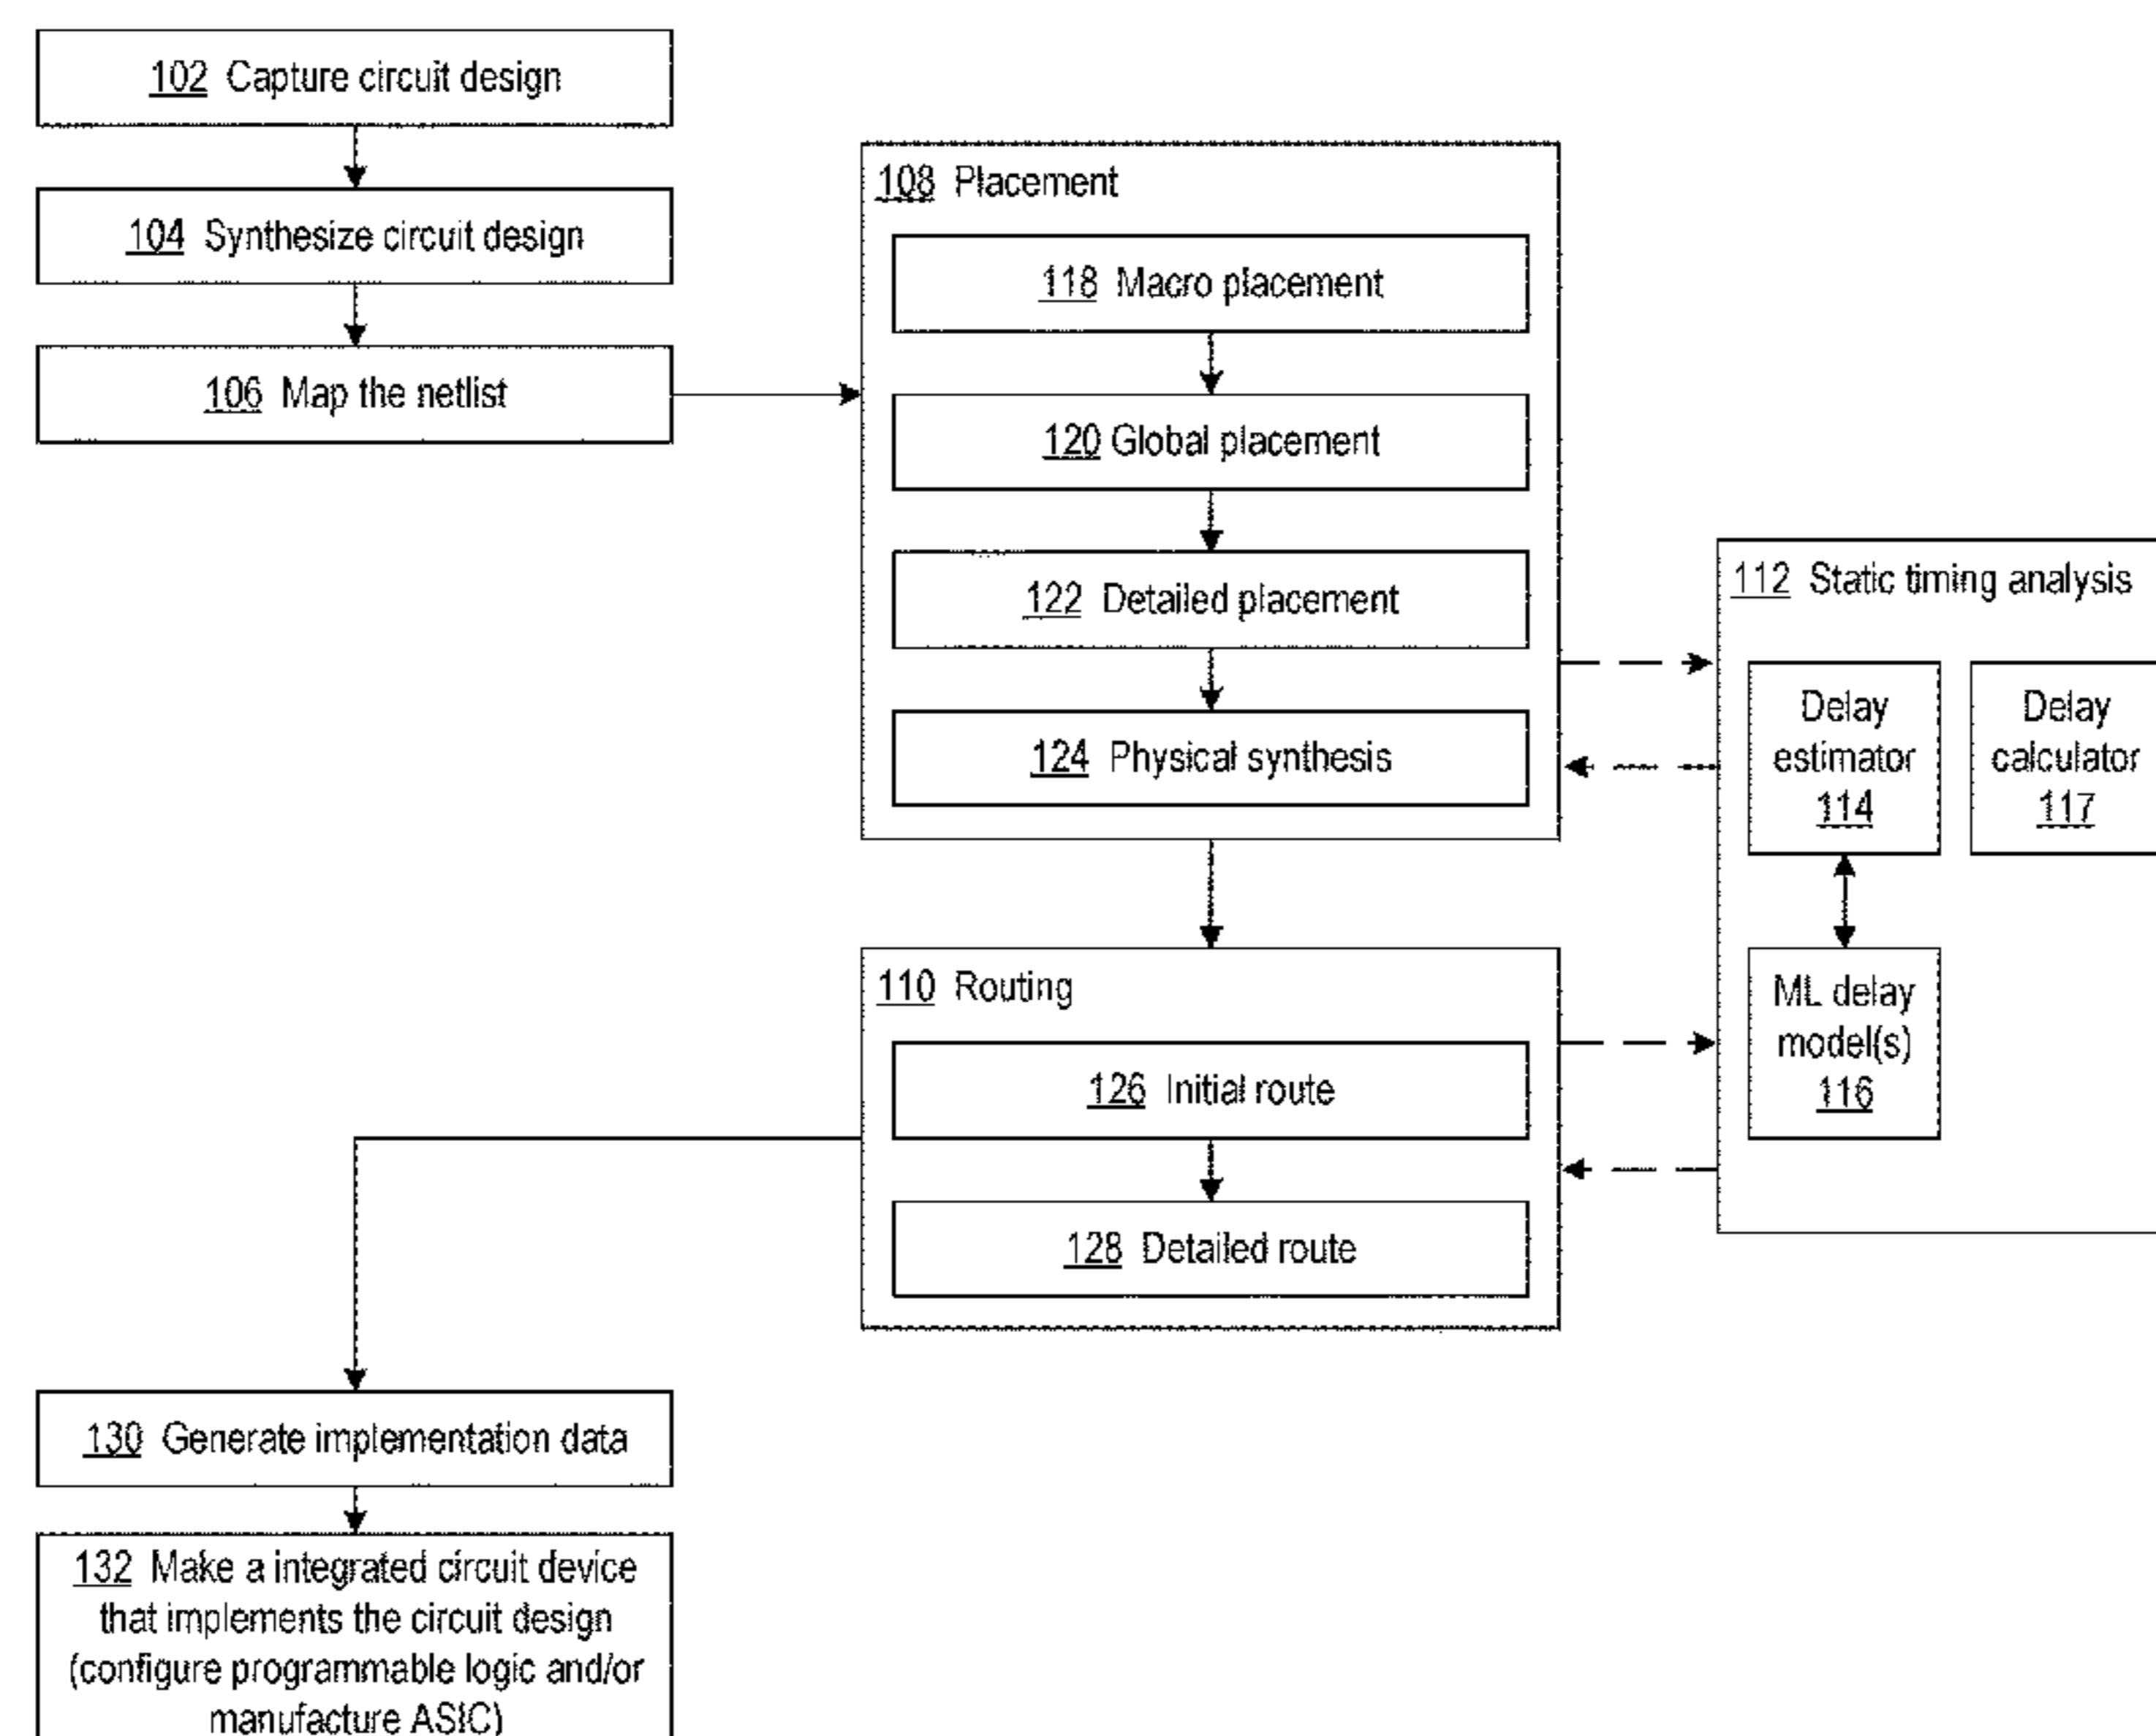 102 Capture circuit design
104 Synthesize circuit design
106 Map the netlist
108 Placement
118 Macro placement
120 Global placement
122 Detailed placement
124 Physical synthesis
110 Routing
126 Initial route
128 Detailed route
112 Static timing analysis
Delay
estimator
114
Delay
calculator
117
ML delay
model(s)
116
130 Generate implementation data
132 Make a integrated circuit device
that implements the circuit design
(configure programmable logic and/or
manufacture ASIC)